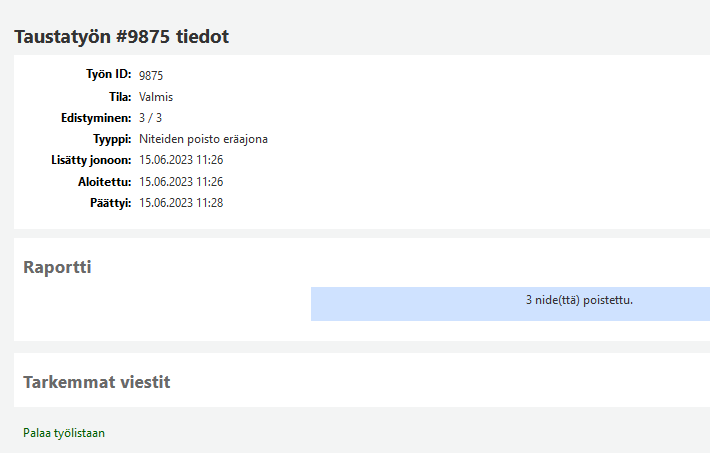 Taustatyön #9875 tiedot
Työn ID: 9875
Tila: Valmis
Edistyminen: 3 / 3
Tyyppi: Niteiden poisto eräajona
Lisätty jonoon: 15.06.2023 11:26
Aloitettu: 15.06.2023 11:26
Päättyi: 15.06.2023 11:28
Raportti
3 nide(ttä) poistettu.
Tarkemmat viestit
Palaa työlistaan